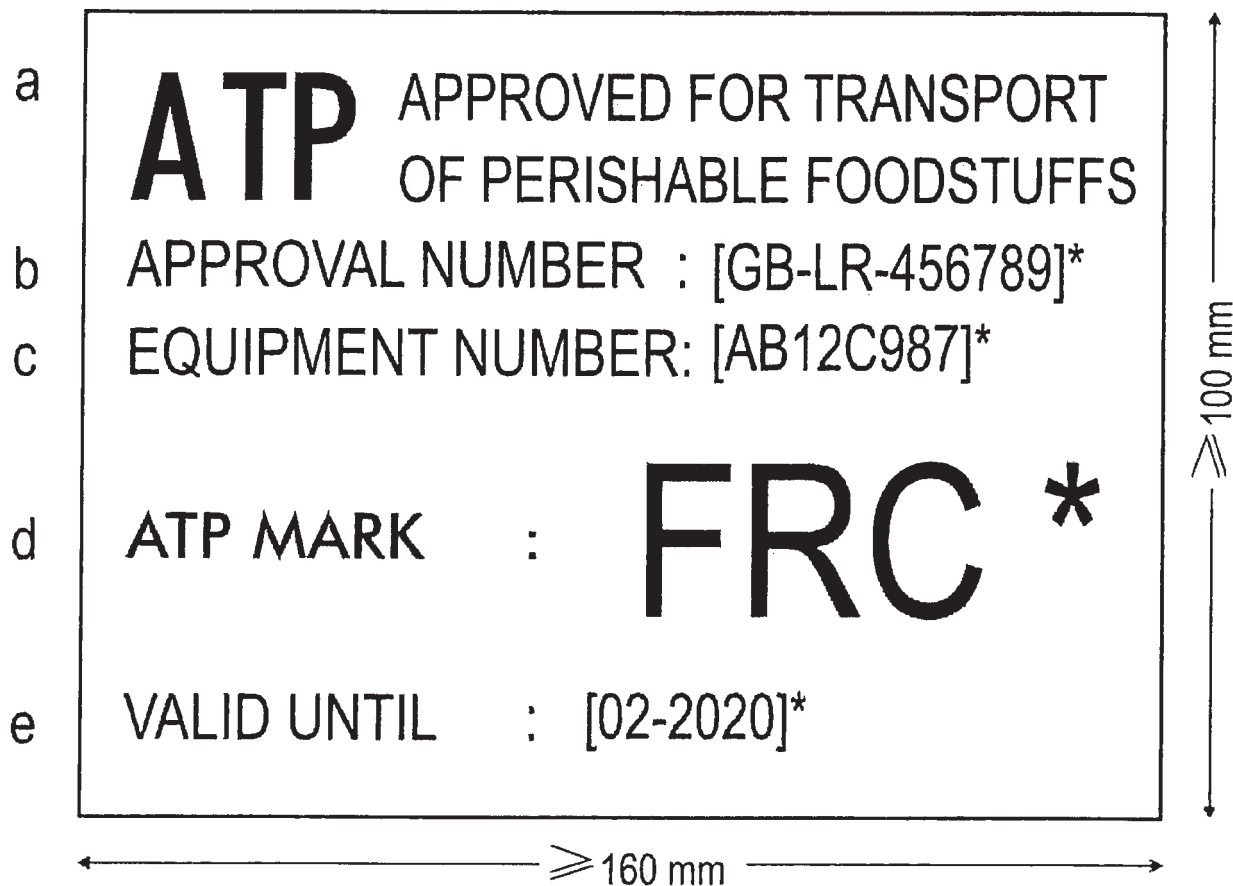 a
ATP APPROVED FOR TRANSPORT
OF PERISHABLE FOODSTUFFS
b APPROVAL NUMBER : [GB-LR-456789]*
c EQUIPMENT NUMBER: [AB12C987]*
d ATP MARK : FRC *
e VALID UNTIL : [02-2020]*
⩾ 100 mm
⩾ 160 mm